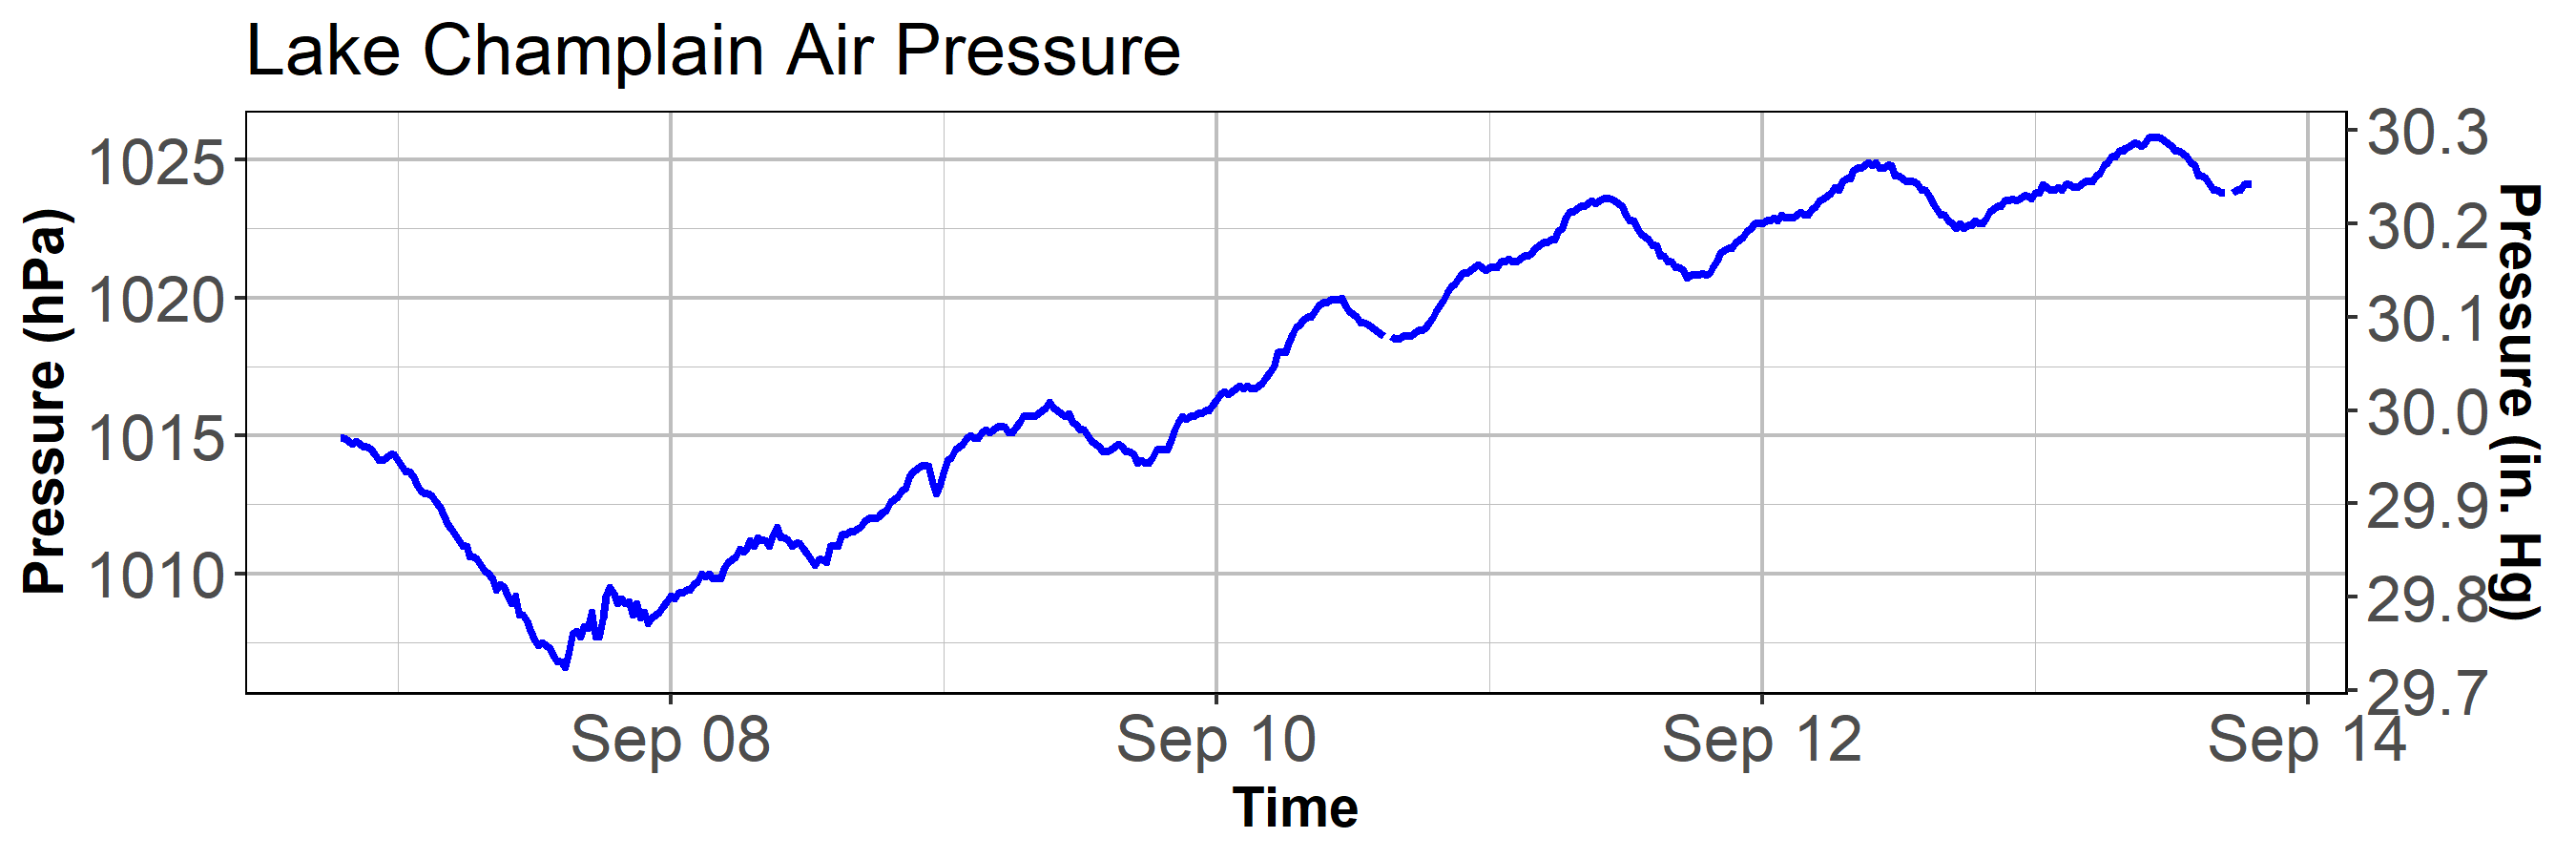 Lake Champlain Air Pressure
Pressure (hPa)
1025
1020
1015
1010
30.3
30.2
30.1
30.0
29.9
29.8
29.7
Pressure (in. Hg)
Sep 08 Sep 10 Sep 12 Sep 14
Time